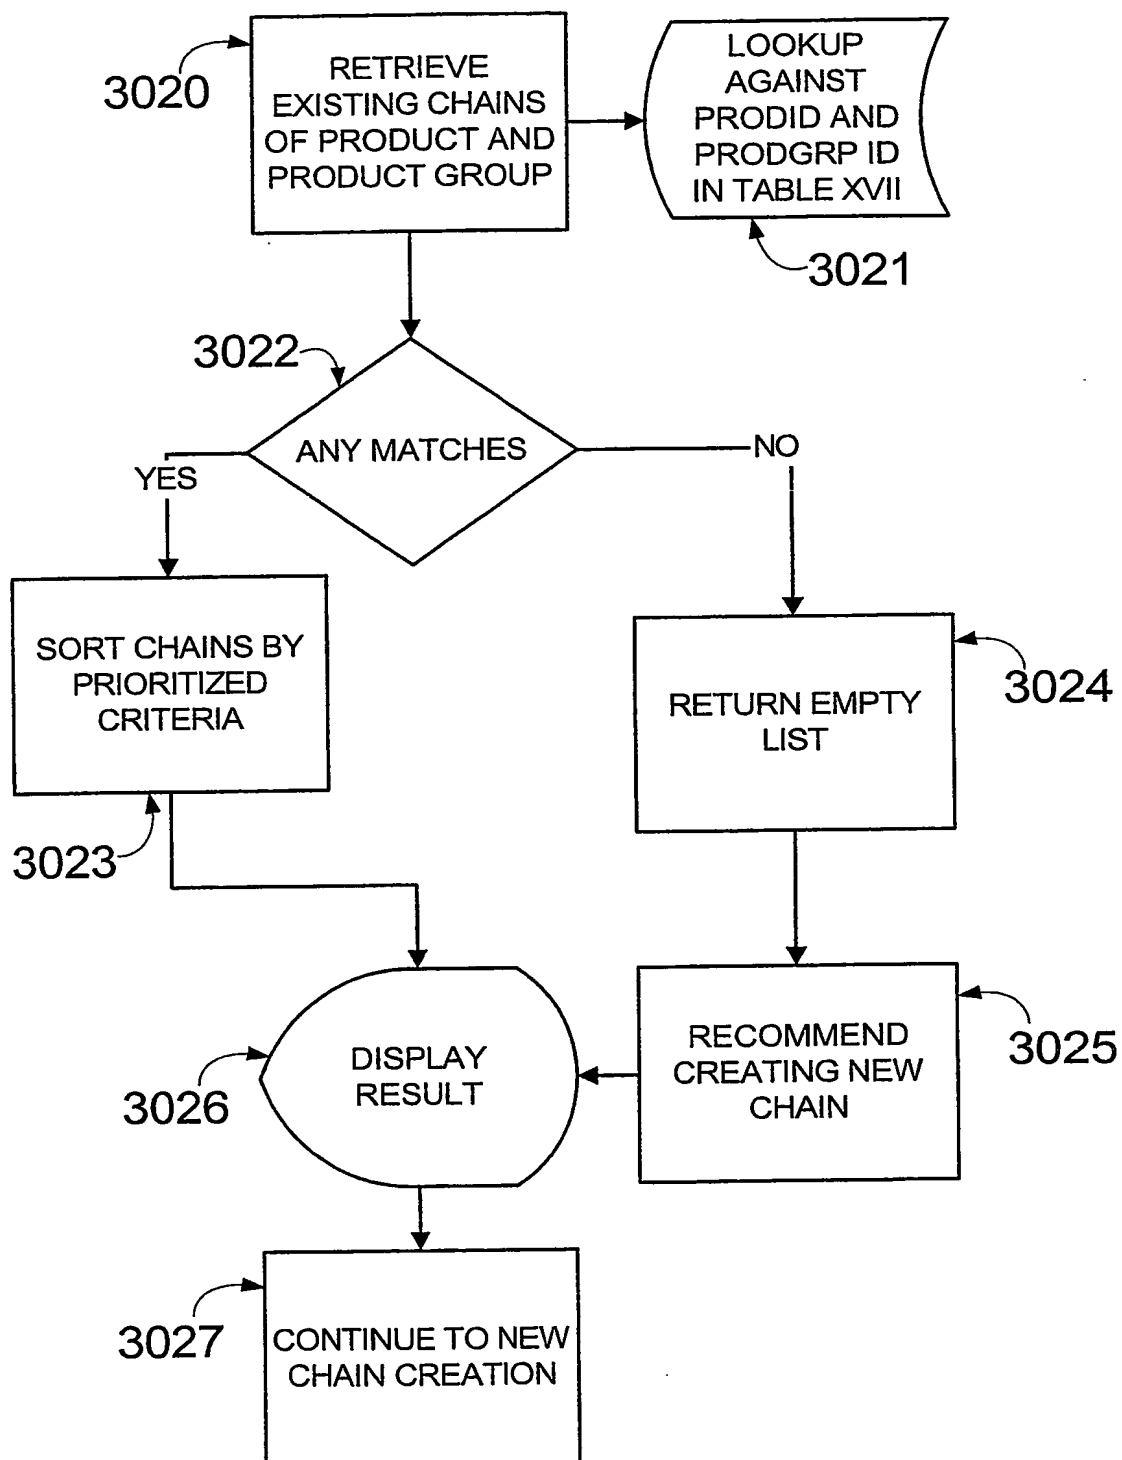 3020
RETRIEVE
EXISTING CHAINS
OF PRODUCT AND
PRODUCT GROUP
LOOKUP
AGAINST
PRODID AND
PRODGRP ID
IN TABLE XVII
3021
3022
ANY MATCHES
YES
NO
SORT CHAINS BY
PRIORITIZED
CRITERIA
3023
RETURN EMPTY
LIST
3024
RECOMMEND
CREATING NEW
CHAIN
3025
DISPLAY
RESULT
3026
3027
CONTINUE TO NEW
CHAIN CREATION